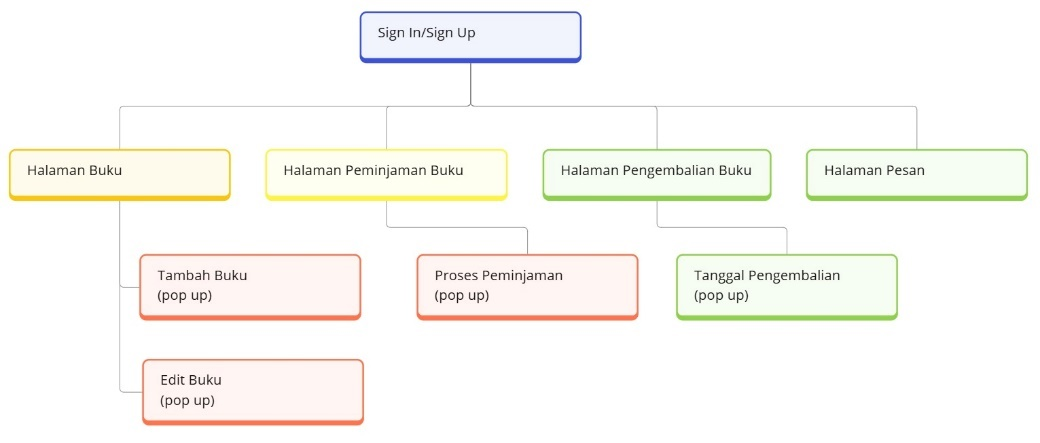 Sign In/Sign Up
Halaman Buku
Halaman Peminjaman Buku
Halaman Pengembalian Buku
Halaman Pesan
Tambah Buku
(pop up)
Proses Peminjaman
(pop up)
Tanggal Pengembalian
(pop up)
Edit Buku
(pop up)